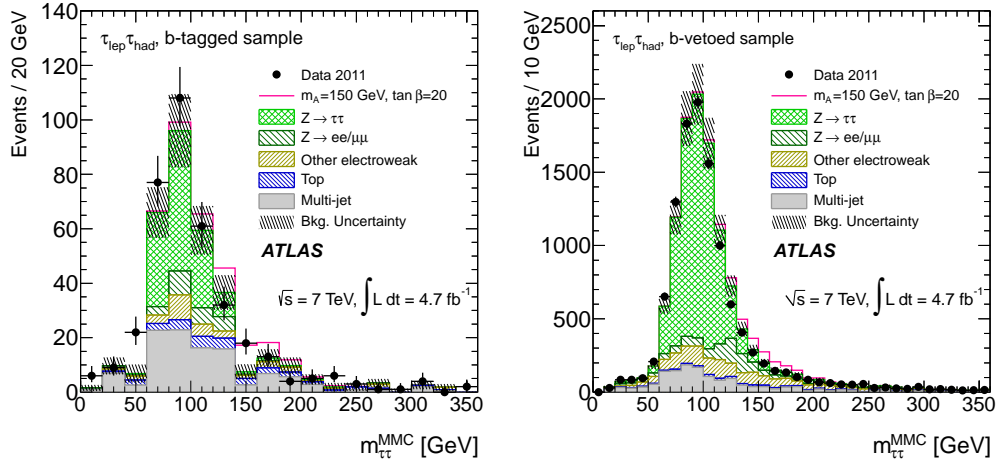 Events / 20 GeV
140
120
100
80
60
40
20
0
τlepτhad, b-tagged sample
Data 2011
mA=150 GeV, tan β=20
Z → ττ
Z → ee/μμ
Other electroweak
Top
Multi-jet
Bkg. Uncertainty
ATLAS
√s = 7 TeV, ∫ L dt = 4.7 fb-1
0 50 100 150 200 250 300 350
mττMMC [GeV]
Events / 10 GeV
2500
2000
1500
1000
500
0
τlepτhad, b-vetoed sample
Data 2011
mA=150 GeV, tan β=20
Z → ττ
Z → ee/μμ
Other electroweak
Top
Multi-jet
Bkg. Uncertainty
ATLAS
√s = 7 TeV, ∫ L dt = 4.7 fb-1
0 50 100 150 200 250 300 350
mττMMC [GeV]